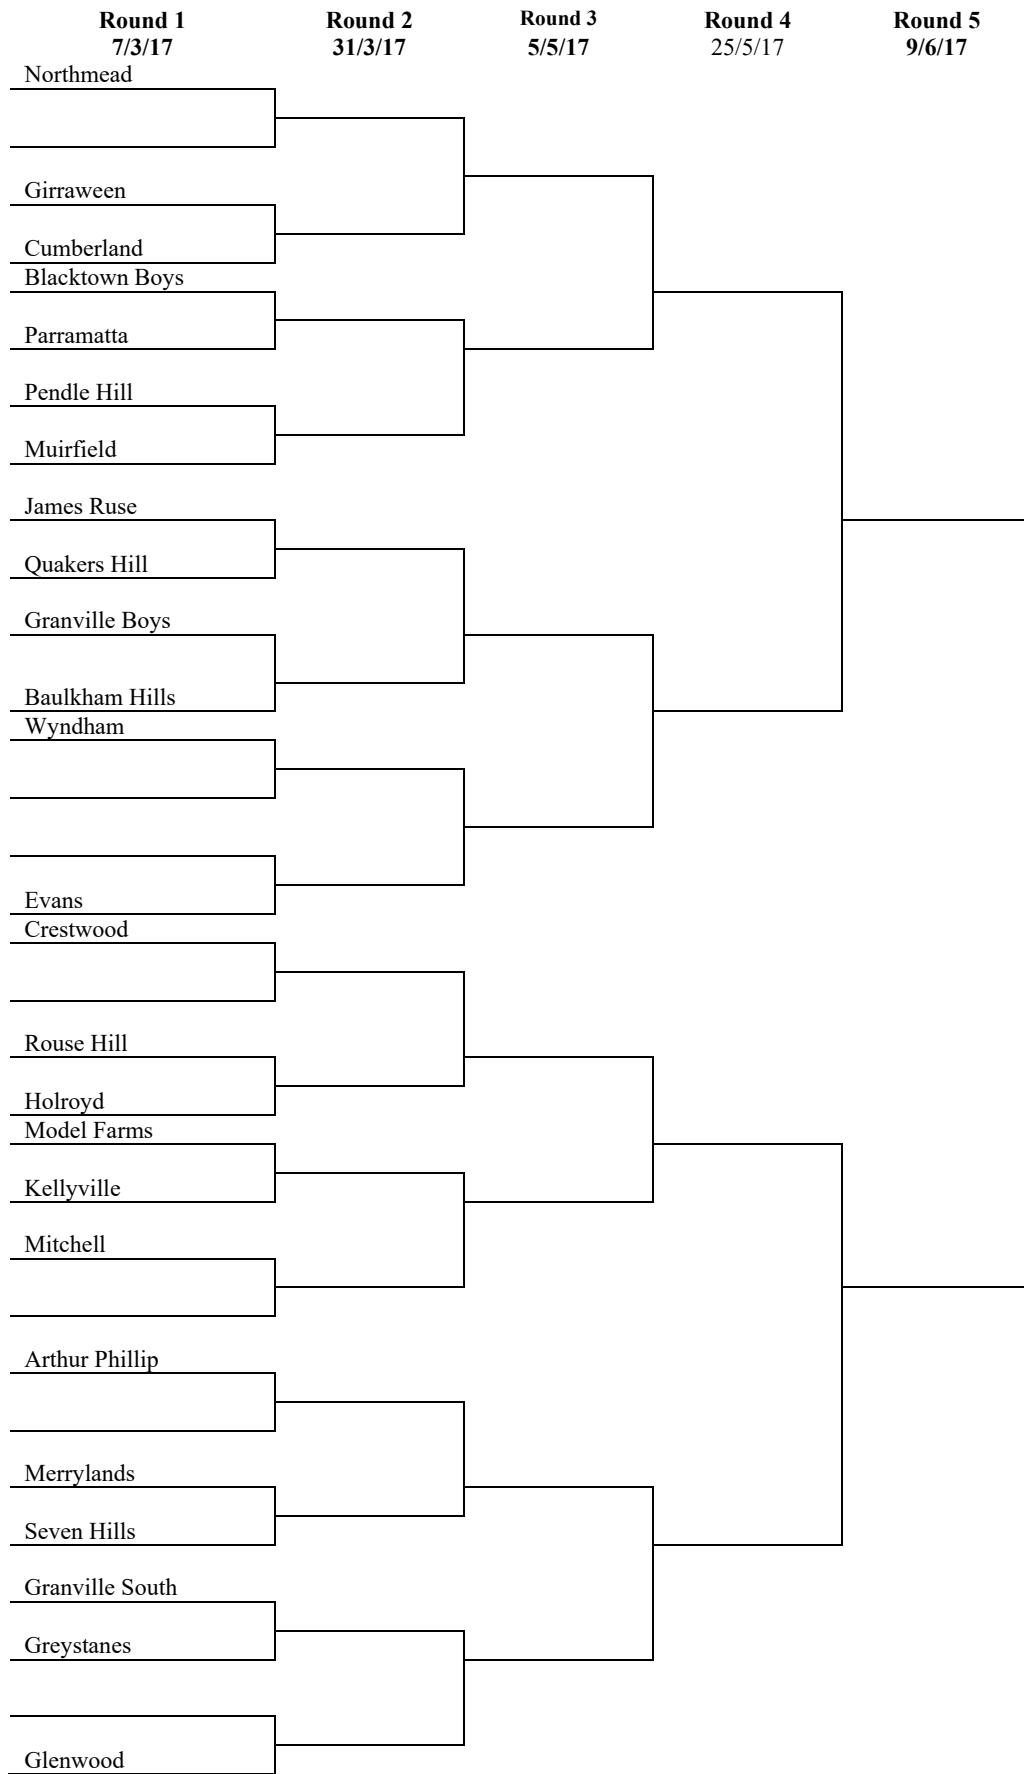 Round 1 Round 2 Round 3 Round 4 Round 5
7/3/17 31/3/17 5/5/17 25/5/17 9/6/17
Northmead
Girraween
Cumberland
Blacktown Boys
Parramatta
Pendle Hill
Muirfield
James Ruse
Quakers Hill
Granville Boys
Baulkham Hills
Wyndham
Evans
Crestwood
Rouse Hill
Holroyd
Model Farms
Kellyville
Mitchell
Arthur Phillip
Merrylands
Seven Hills
Granville South
Greystanes
Glenwood